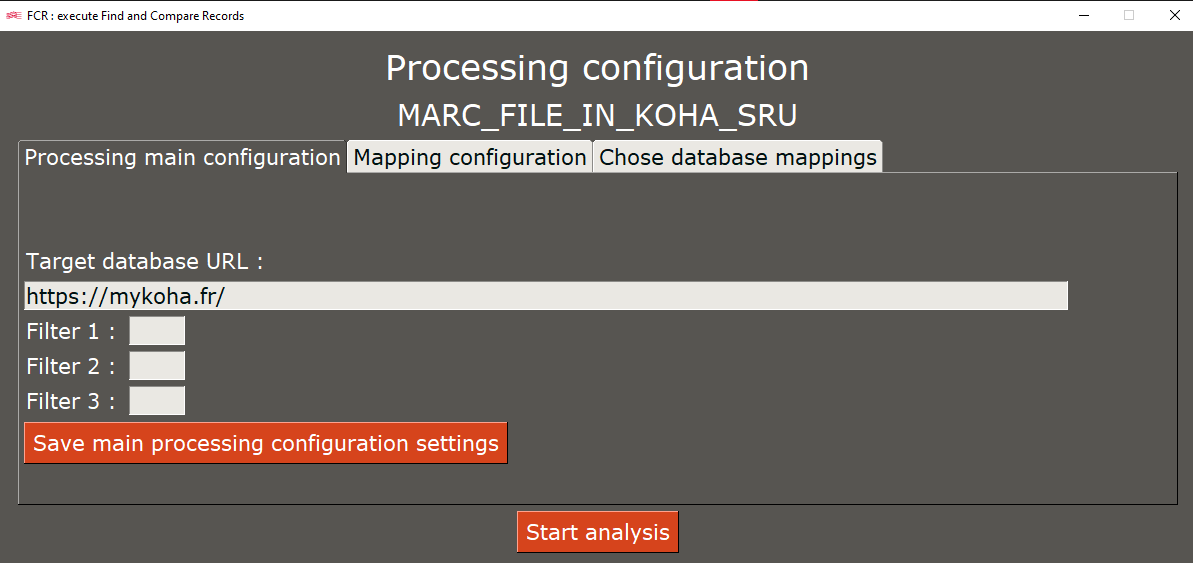 FCR : execute Find and Compare Records
Processing configuration
MARC_FILE_IN_KOHA_SRU
Processing main configuration Mapping configuration Chose database mappings
Target database URL :
https://mykoha.fr/
Filter 1 :
Filter 2 :
Filter 3 :
Save main processing configuration settings
Start analysis